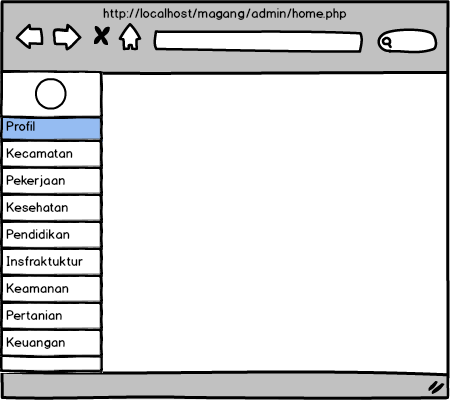 http://localhost/magang/admin/home.php
Profil
Kecamatan
Pekerjaan
Kesehatan
Pendidikan
Insfraktuktur
Keamanan
Pertanian
Keuangan